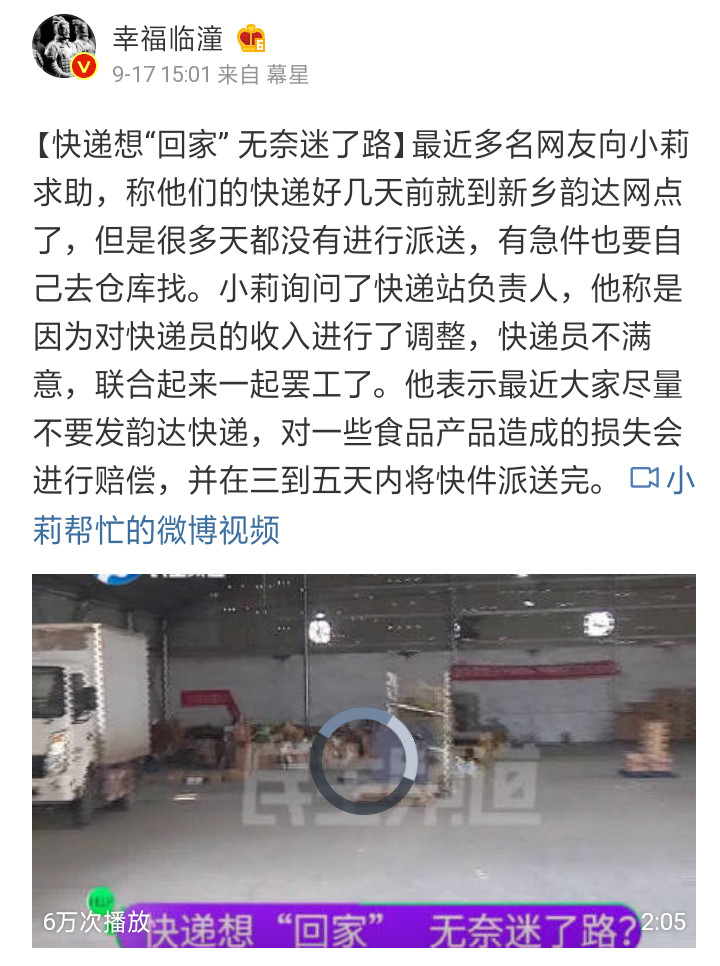 幸福临潼
9-17 15:01 来自 幕星
【快递想“回家” 无奈迷了路】最近多名网友向小莉
求助，称他们的快递好几天前就到新乡韵达网点
了，但是很多天都没有进行派送，有急件也要自
己去仓库找。小莉询问了快递站负责人，他称是
因为对快递员的收入进行了调整，快递员不满
意，联合起来一起罢工了。他表示最近大家尽量
不要发韵达快递，对一些食品产品造成的损失会
进行赔偿，并在三到五天内将快件派送完。 小
莉帮忙的微博视频
民生频道
HELP
6万次播放 快递想“回家” 无奈迷了路? 2:05